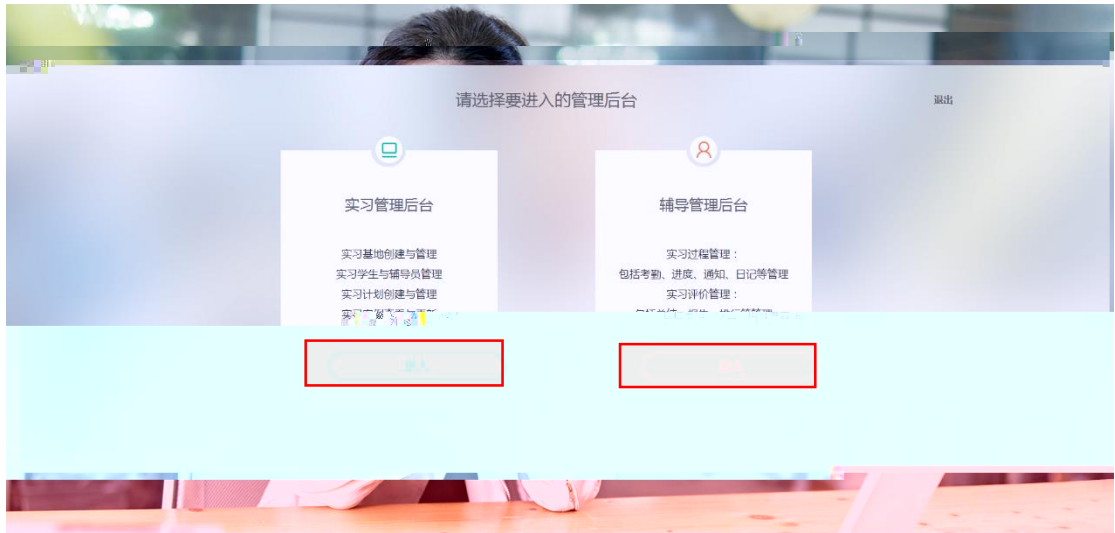 请选择要进入的管理后台
退出
实习管理后台
辅导管理后台
实习基地创建与管理
实习学生与辅导员管理
实习计划创建与管理
实习过程管理：
包括考勤、进度、通知、日记等管理
实习评价管理：
进入